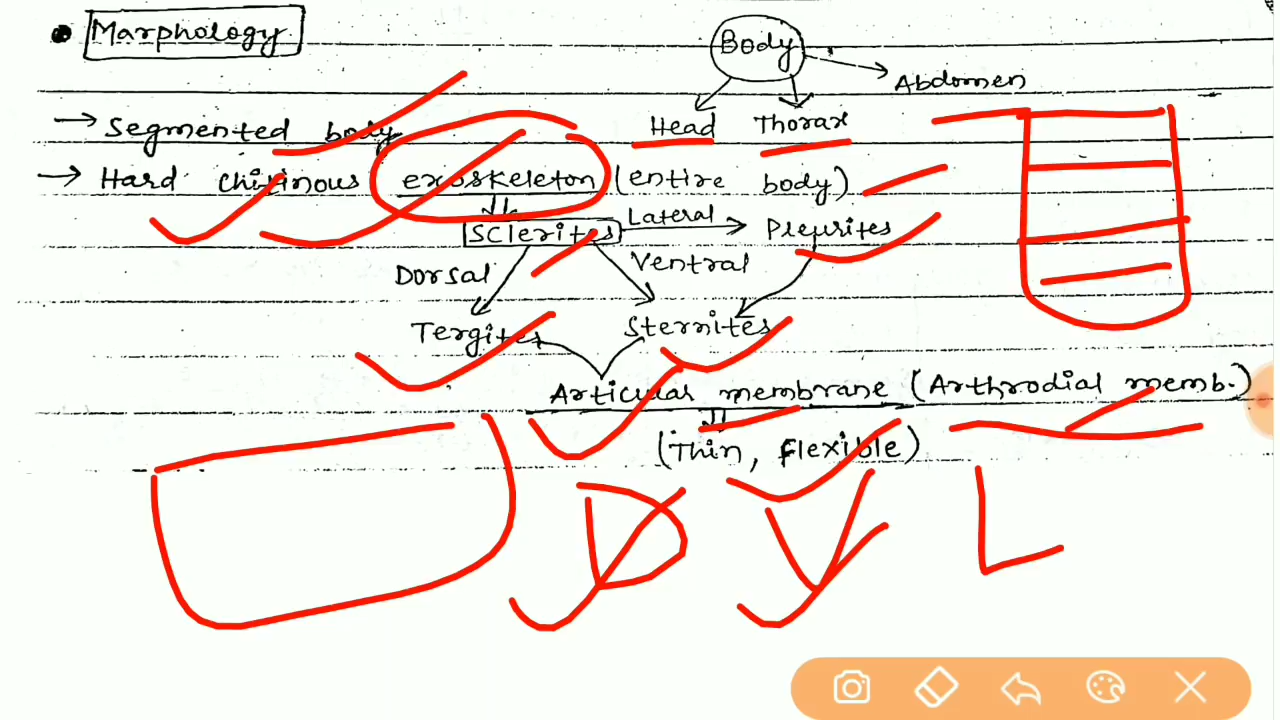 Marphology
Body
Abdomen
→ Segmented body
Head Thorax
→ Hard Chitinous exoskeleton (entire body)
Sclerites Lateral Pleurites
Dorsal Ventral
Tergites Sternites
Articular membrane (Arthrodial memb.)
(Thin, flexible)
D V L